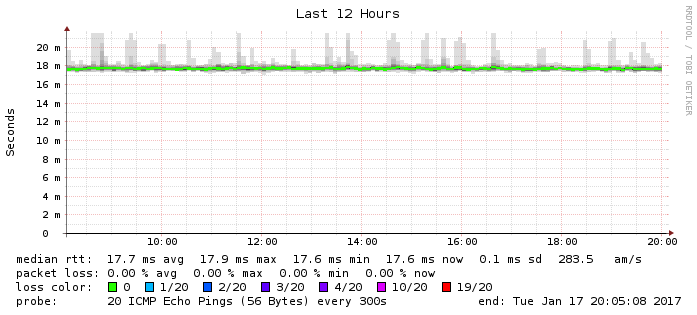 Last 12 Hours
RRDTOOL / TOBI OETIKER
Seconds
20 m
18 m
16 m
14 m
12 m
10 m
8 m
6 m
4 m
2 m
0
10:00 12:00 14:00 16:00 18:00 20:00
median rtt: 17.7 ms avg 17.9 ms max 17.6 ms min 17.6 ms now 0.1 ms sd 283.5 am/s
packet loss: 0.00 % avg 0.00 % max 0.00 % min 0.00 % now
loss color: 0 1/20 2/20 3/20 4/20 10/20 19/20
probe: 20 ICMP Echo Pings (56 Bytes) every 300s end: Tue Jan 17 20:05:08 2017